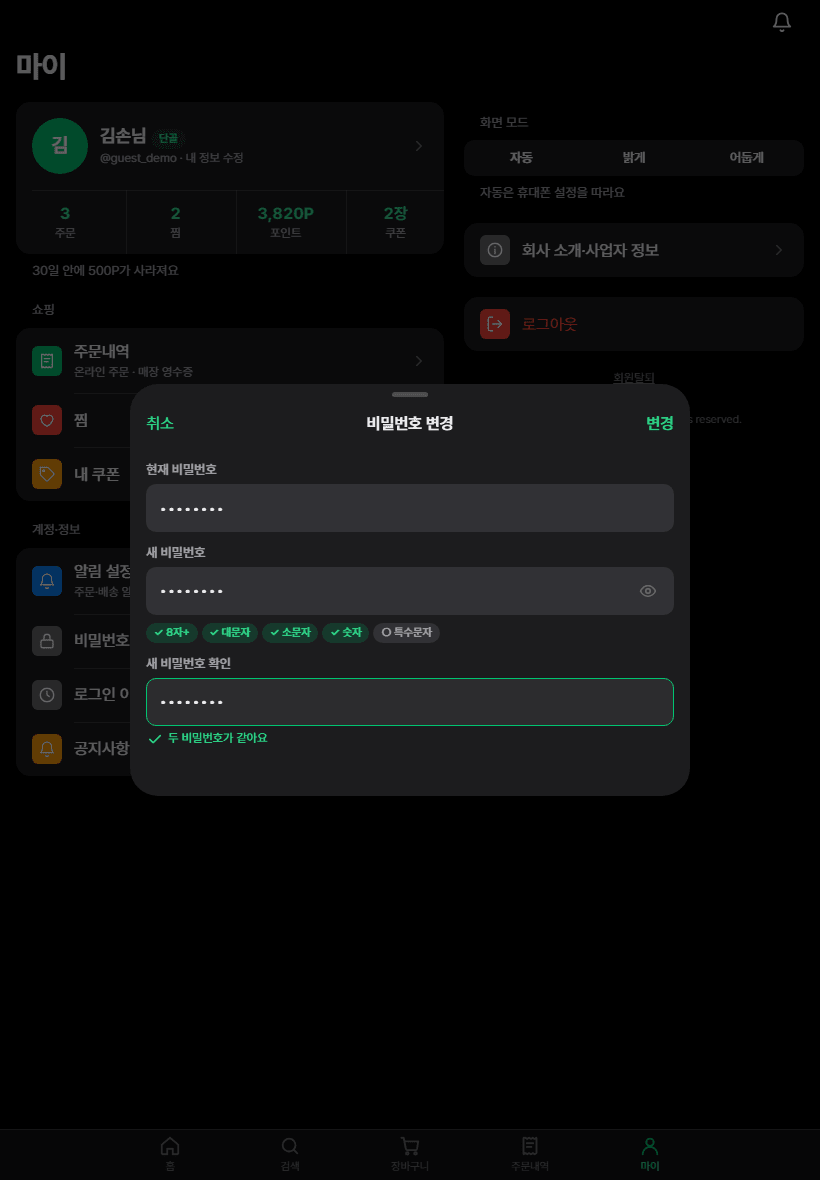 마이
김
김손님 단골
@guest_demo · 내 정보 수정
3
주문
2
찜
3,820P
포인트
2장
쿠폰
30일 안에 500P가 사라져요
쇼핑
주문내역
온라인 주문 · 매장 영수증
찜
내 쿠폰
계정·정보
알림 설정
주문·배송 알
비밀번호
로그인 이
공지사항
화면 모드
자동 밝게 어둡게
자동은 휴대폰 설정을 따라요
회사 소개·사업자 정보
로그아웃
회원탈퇴
s reserved.
취소 비밀번호 변경 변경
현재 비밀번호
••••••••
새 비밀번호
••••••••
8자+ 대문자 소문자 숫자 특수문자
새 비밀번호 확인
••••••••
두 비밀번호가 같아요
홈 검색 장바구니 주문내역 마이